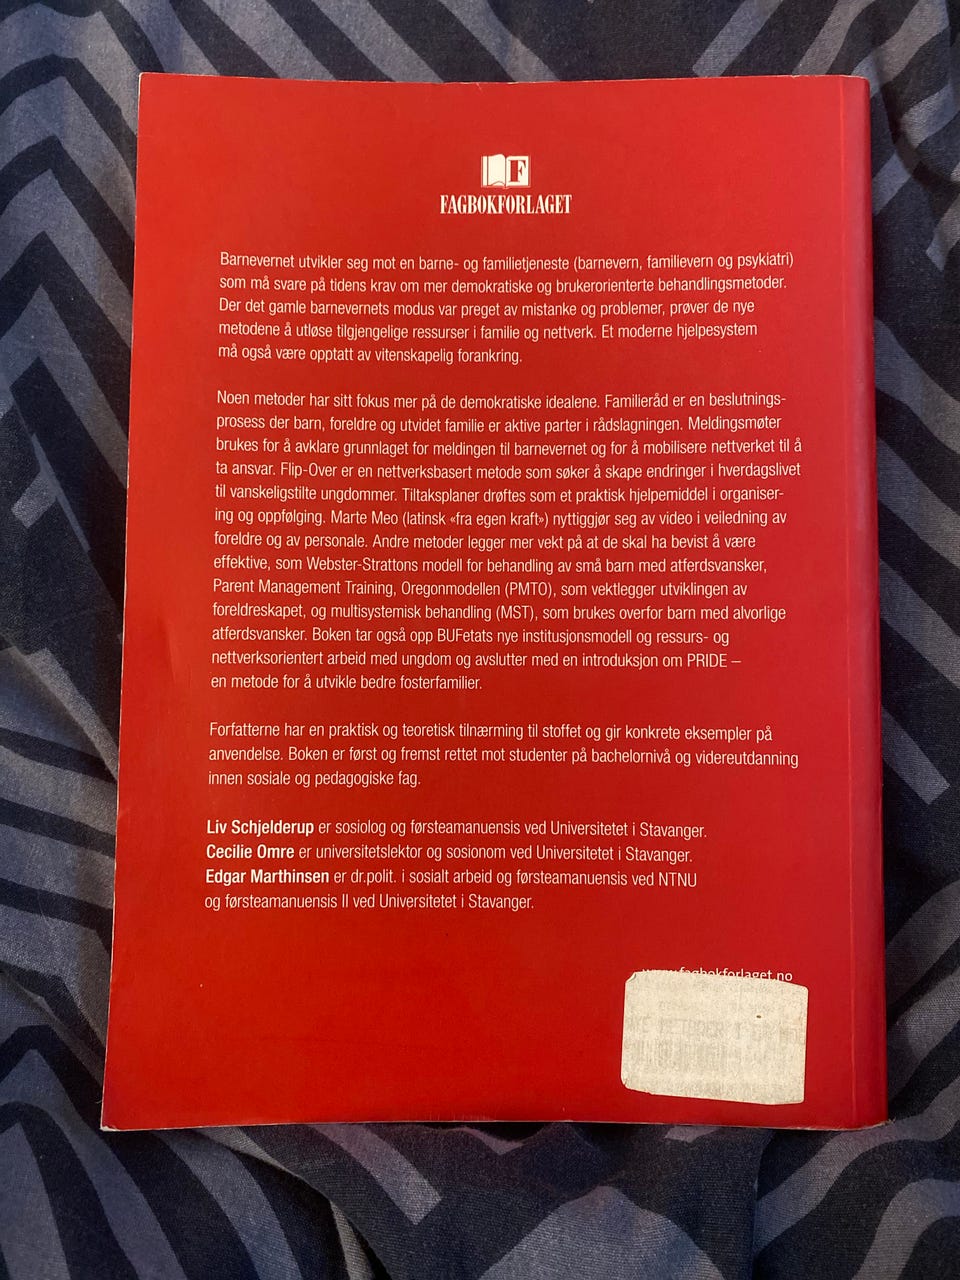 F
FAGBOKFORLAGET
Barnevernet utvikler seg mot en barne- og familietjeneste (barnevern, familievern og psykiatri)
som må svare på tidens krav om mer demokratiske og brukerorienterte behandlingsmetoder.
Der det gamle barnevernets modus var preget av mistanke og problemer, prøver de nye
metodene å utløse tilgjengelige ressurser i familie og nettverk. Et moderne hjelpesystem
må også være opptatt av vitenskapelig forankring.
Noen metoder har sitt fokus mer på de demokratiske idealene. Familieråd er en beslutnings-
prosess der barn, foreldre og utvidet familie er aktive parter i rådslagningen. Meldingsmøter
brukes for å avklare grunnlaget for meldingen til barnevernet og for å mobilisere nettverket til å
ta ansvar. Flip-Over er en nettverksbasert metode som søker å skape endringer i hverdagslivet
til vanskeligstilte ungdommer. Tiltaksplaner drøftes som et praktisk hjelpemiddel i organiser-
ing og oppfølging. Marte Meo (latinsk «fra egen kraft») nyttiggjør seg av video i veiledning av
foreldre og av personale. Andre metoder legger mer vekt på at de skal ha bevist å være
effektive, som Webster-Strattons modell for behandling av små barn med atferdsvansker,
Parent Management Training, Oregonmodellen (PMTO), som vektlegger utviklingen av
foreldreskapet, og multisystemisk behandling (MST), som brukes overfor barn med alvorlige
atferdsvansker. Boken tar også opp BUFetats nye institusjonsmodell og ressurs- og
nettverksorientert arbeid med ungdom og avslutter med en introduksjon om PRIDE –
en metode for å utvikle bedre fosterfamilier.
Forfatterne har en praktisk og teoretisk tilnærming til stoffet og gir konkrete eksempler på
anvendelse. Boken er først og fremst rettet mot studenter på bachelornivå og videreutdanning
innen sosiale og pedagogiske fag.
Liv Schjelderup er sosiolog og førsteamanuensis ved Universitetet i Stavanger.
Cecilie Omre er universitetslektor og sosionom ved Universitetet i Stavanger.
Edgar Marthinsen er dr.polit. i sosialt arbeid og førsteamanuensis ved NTNU
og førsteamanuensis II ved Universitetet i Stavanger.
www.fagbokforlaget.no